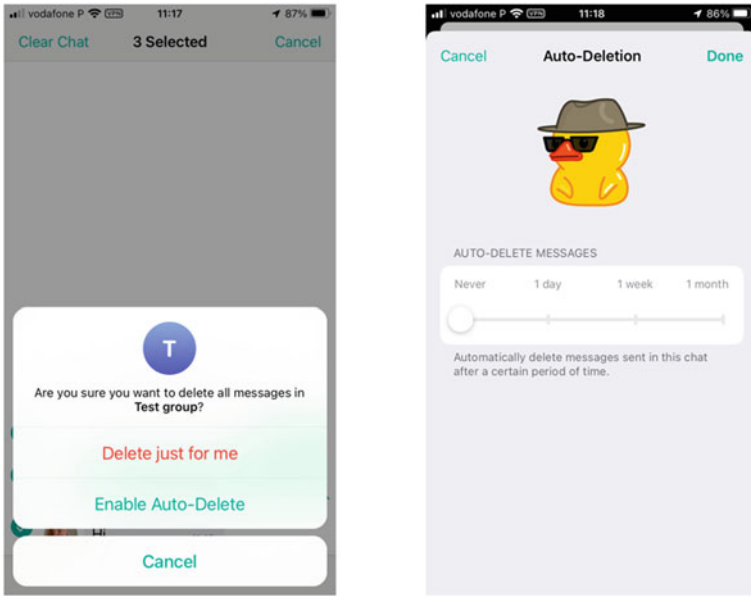 vodafone P VPN 11:17 87%
Clear Chat 3 Selected Cancel
T
Are you sure you want to delete all messages in
Test group?
Delete just for me
Enable Auto-Delete
Hi
Cancel
vodafone P VPN 11:18 86%
Cancel Auto-Deletion Done
AUTO-DELETE MESSAGES
Never 1 day 1 week 1 month
Automatically delete messages sent in this chat
after a certain period of time.